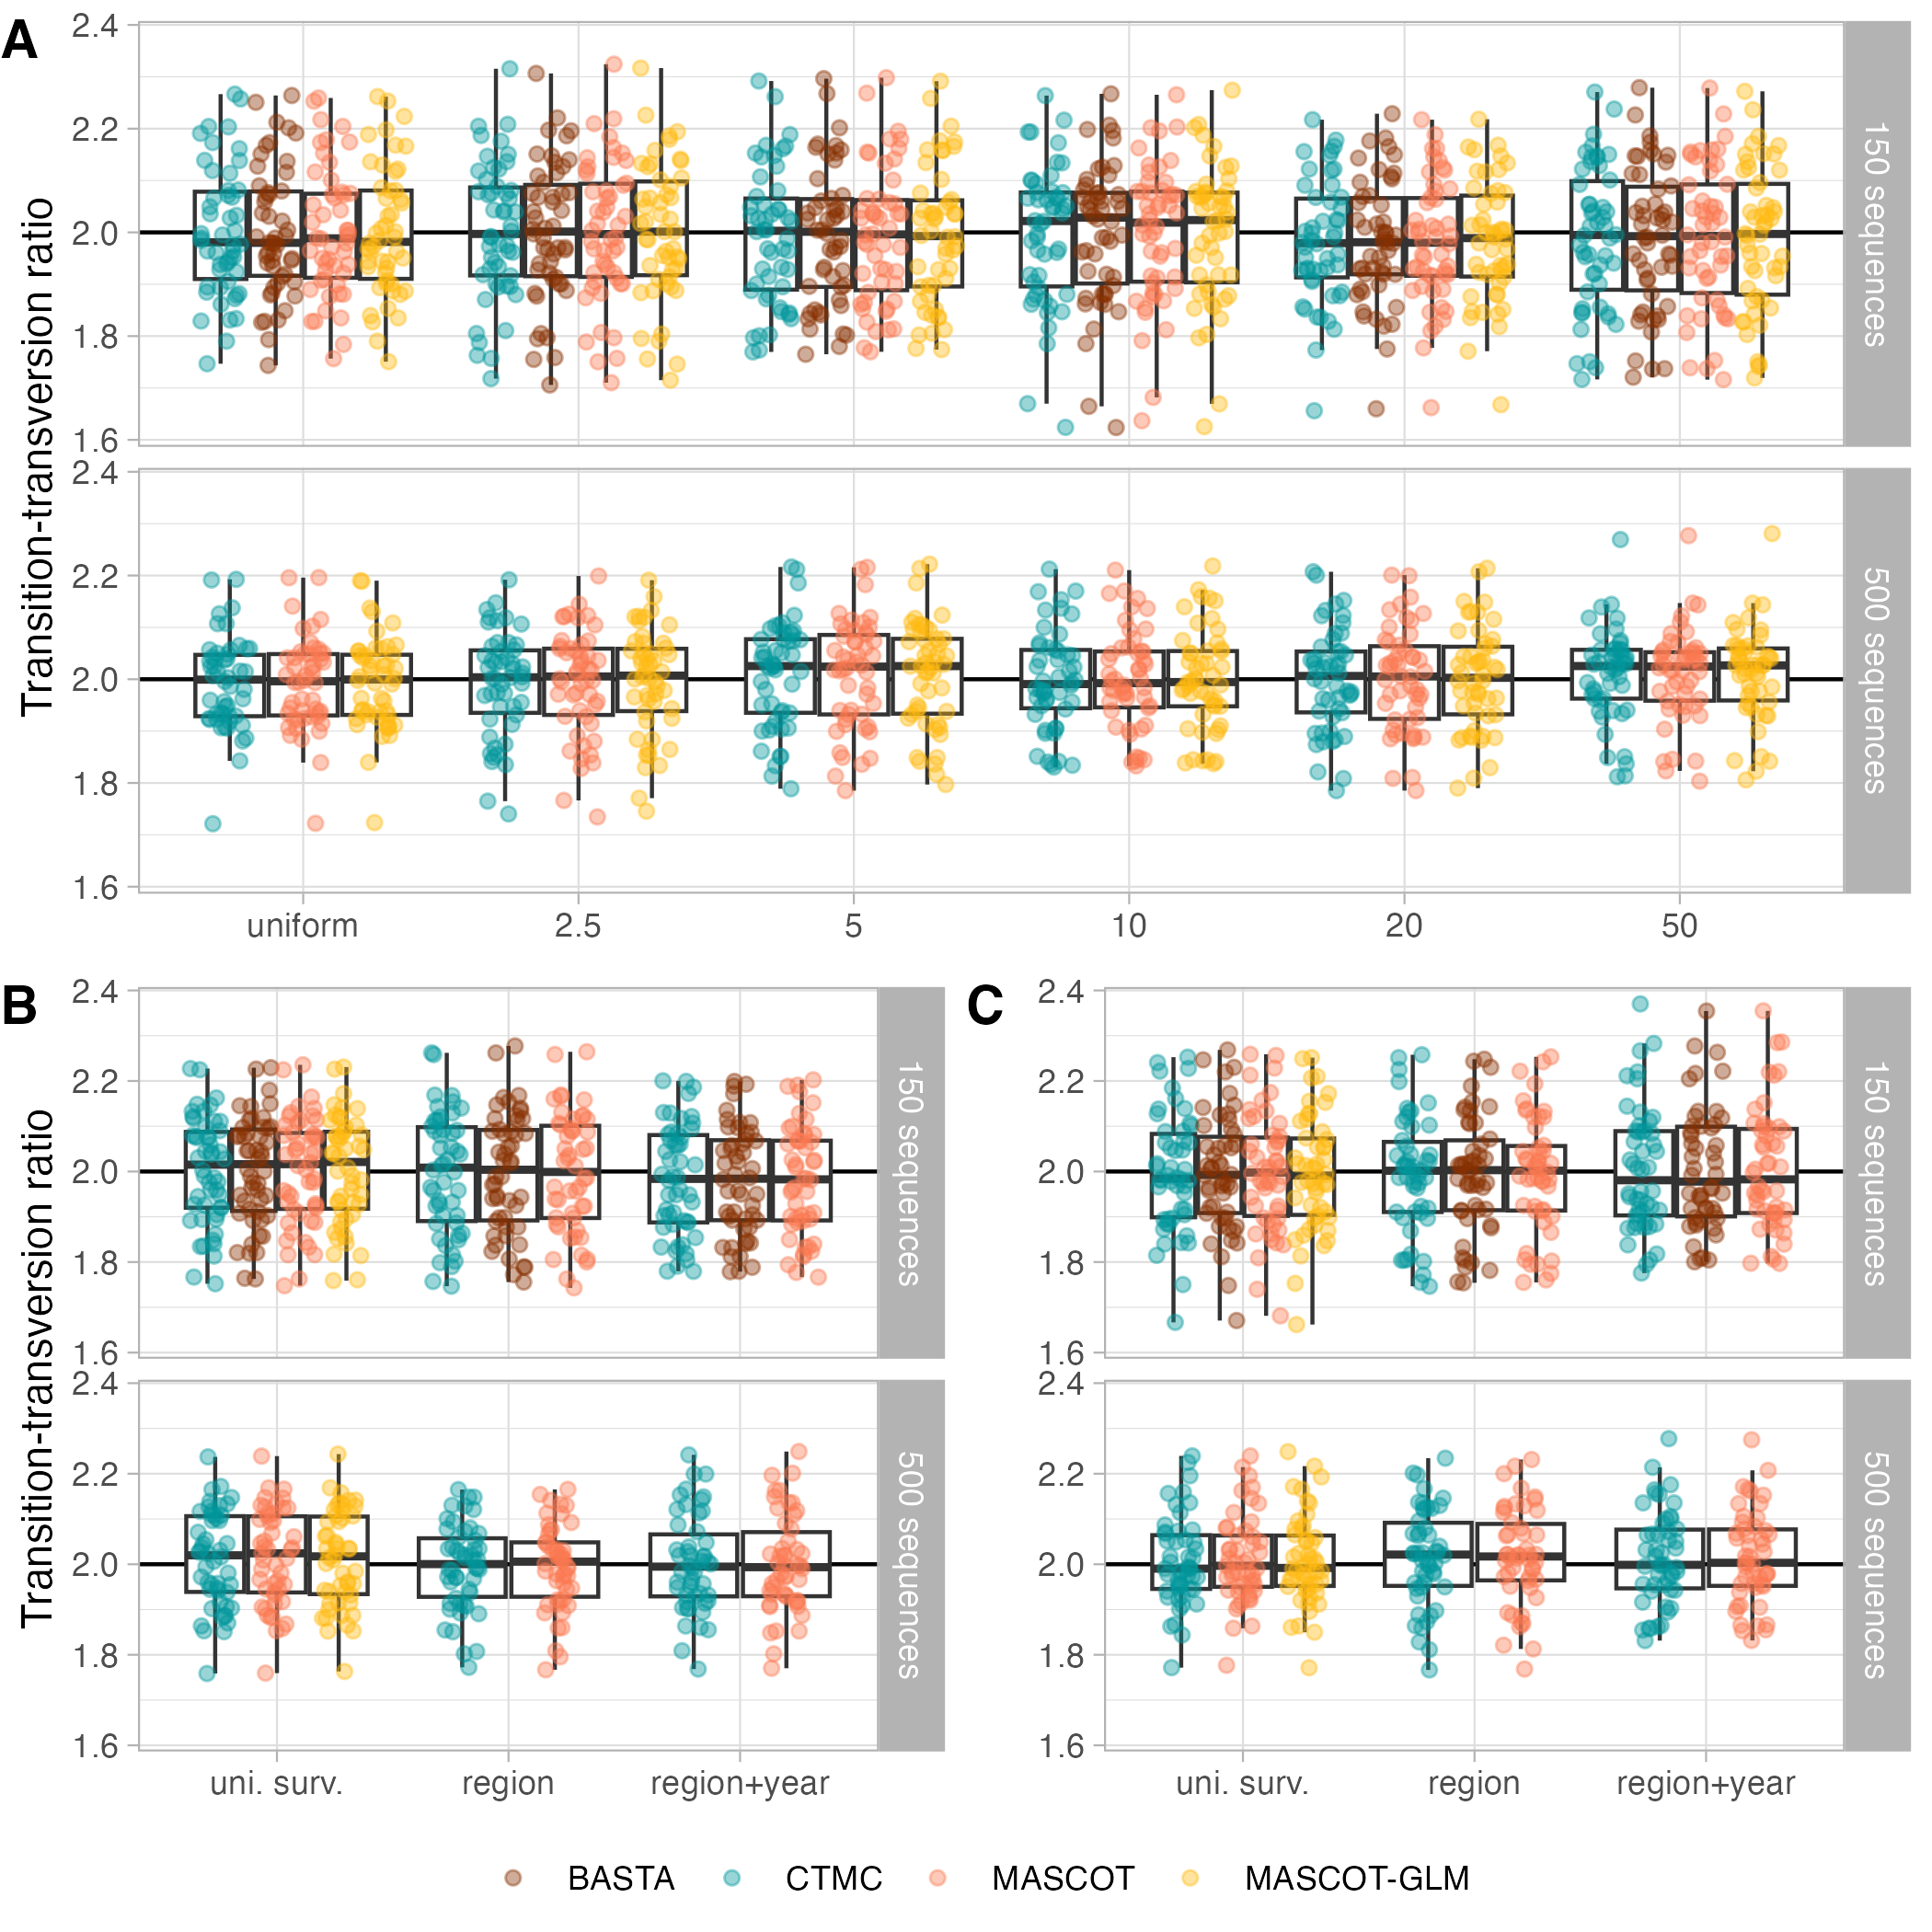 A
Transition-transversion ratio
2.4
2.2
2.0
1.8
1.6
150 sequences
2.4
2.2
2.0
1.8
1.6
500 sequences
uniform 2.5 5 10 20 50
B
Transition-transversion ratio
2.4
2.2
2.0
1.8
1.6
150 sequences
2.4
2.2
2.0
1.8
1.6
500 sequences
uni. surv. region region+year
C
2.4
2.2
2.0
1.8
1.6
150 sequences
2.4
2.2
2.0
1.8
1.6
500 sequences
uni. surv. region region+year
BASTA CTMC MASCOT MASCOT-GLM